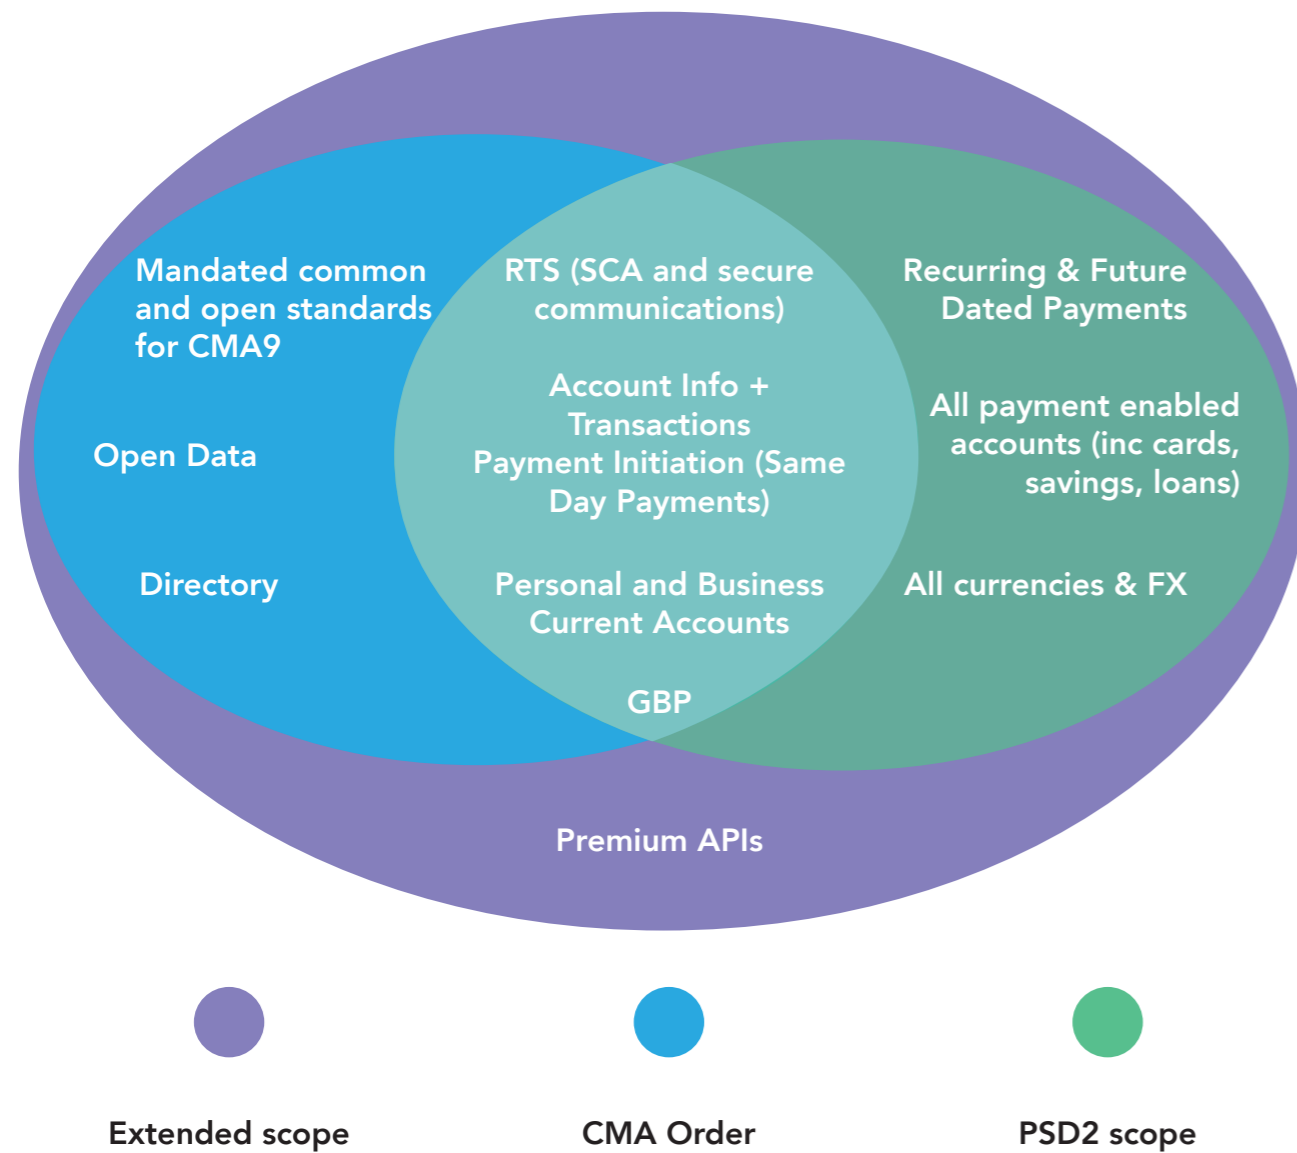 Mandated common
and open standards
for CMA9
Open Data
Directory
RTS (SCA and secure
communications)
Account Info +
Transactions
Payment Initiation (Same
Day Payments)
Personal and Business
Current Accounts
GBP
Recurring & Future
Dated Payments
All payment enabled
accounts (inc cards,
savings, loans)
All currencies & FX
Premium APIs
Extended scope
CMA Order
PSD2 scope